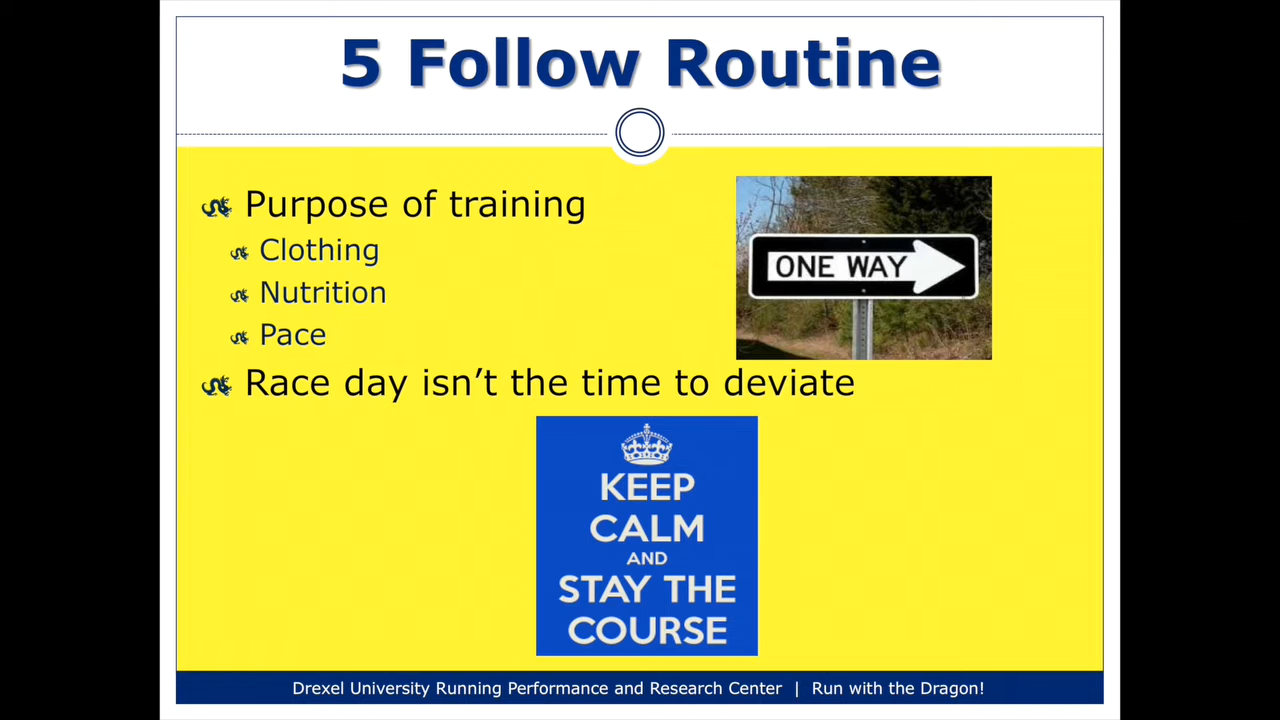 5 Follow Routine
Purpose of training
Clothing
Nutrition
Pace
ONE WAY
Race day isn’t the time to deviate
KEEP
CALM
AND
STAY THE
COURSE
Drexel University Running Performance and Research Center | Run with the Dragon!